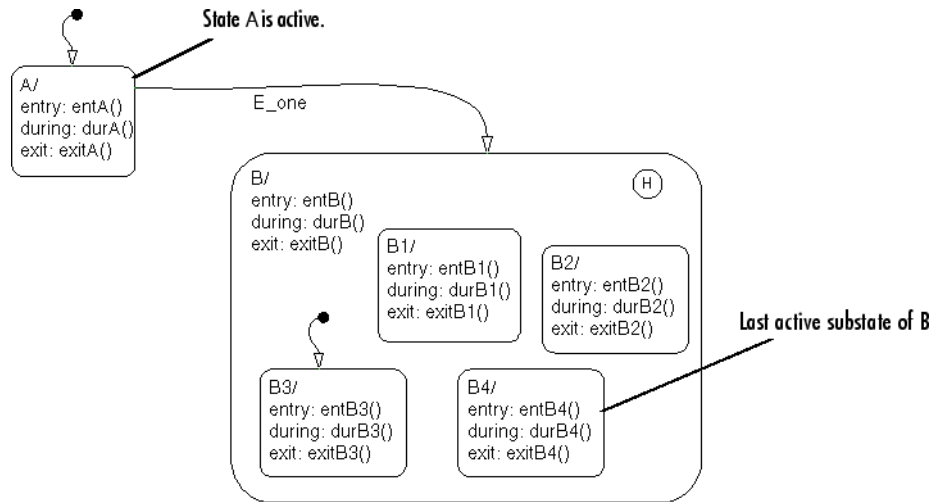 State A is active.
A/
entry: entA()
during: durA()
exit: exitA()
E_one
B/
entry: entB()
during: durB()
exit: exitB()
H
B1/
entry: entB1()
during: durB1()
exit: exitB1()
B2/
entry: entB2()
during: durB2()
exit: exitB2()
Last active substate of B
B3/
entry: entB3()
during: durB3()
exit: exitB3()
B4/
entry: entB4()
during: durB4()
exit: exitB4()